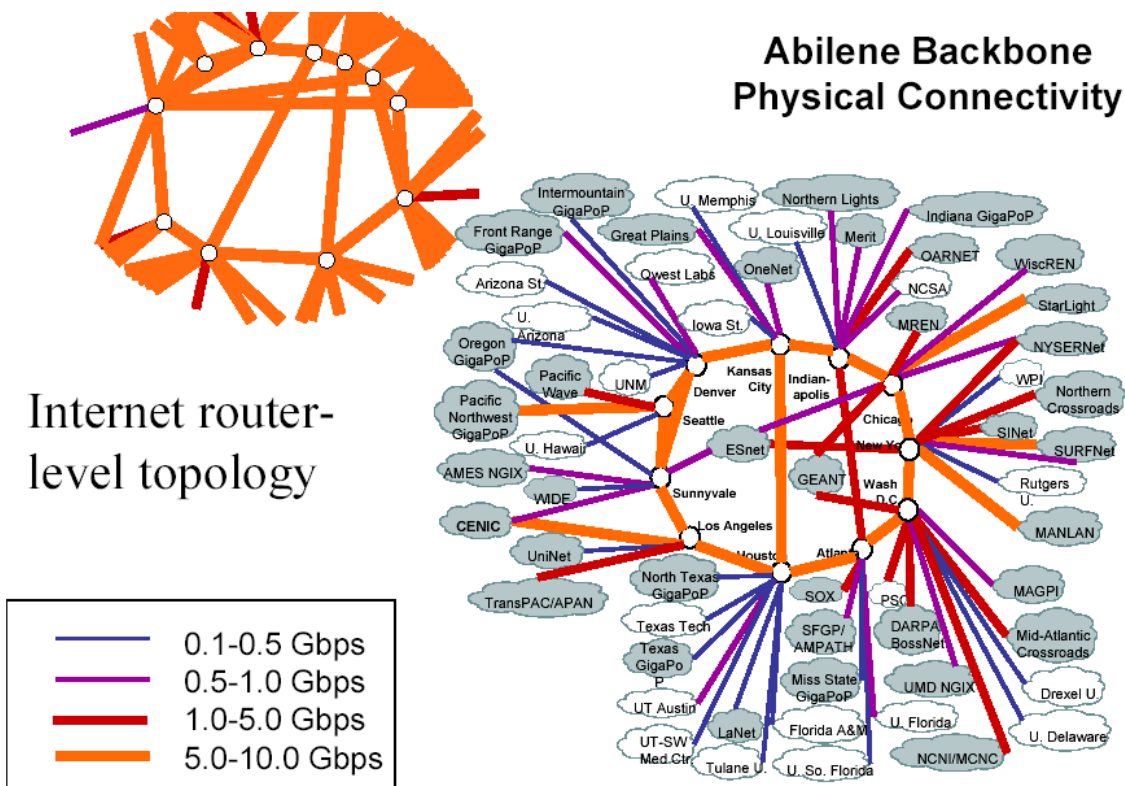 Abilene Backbone
Physical Connectivity
Internet router-
level topology
0.1-0.5 Gbps
0.5-1.0 Gbps
1.0-5.0 Gbps
5.0-10.0 Gbps
Intermountain
GigaPoP
Front Range
GigaPoP
Arizona St.
U.
Arizona
Oregon
GigaPoP
Pacific
Wave
UNM
Pacific
Northwest
GigaPoP
U. Hawaii
AMES NGIX
WIDE
CENIC
UniNet
TransPAC/APAN
U. Memphis
Great Plains
Qwest Labs
OneNet
Iowa St.
Northern Lights
U. Louisville
Merit
Indiana GigaPoP
OARNET
NCSA
MREN
WiscREN
StarLight
NYSERNet
WPI
Northern
Crossroads
SINet
SURFNet
Rutgers
U.
MANLAN
MAGPI
Mid-Atlantic
Crossroads
Drexel U.
U. Delaware
NCNI/MCNC
UMD NGIX
DARPA
BossNet
PSC
ESnet
GEANT
Denver
Kansas
City
Indian-
apolis
Seattle
Sunnyvale
Los Angeles
Wash
D.C.
North Texas
GigaPoP
Texas Tech
Texas
GigaPo
P
UT Austin
UT-SW
Med Ctr.
LaNet
Tulane U.
SOX
SFGP/
AMPATH
Miss State
GigaPoP
Florida A&M
U. So. Florida
U. Florida